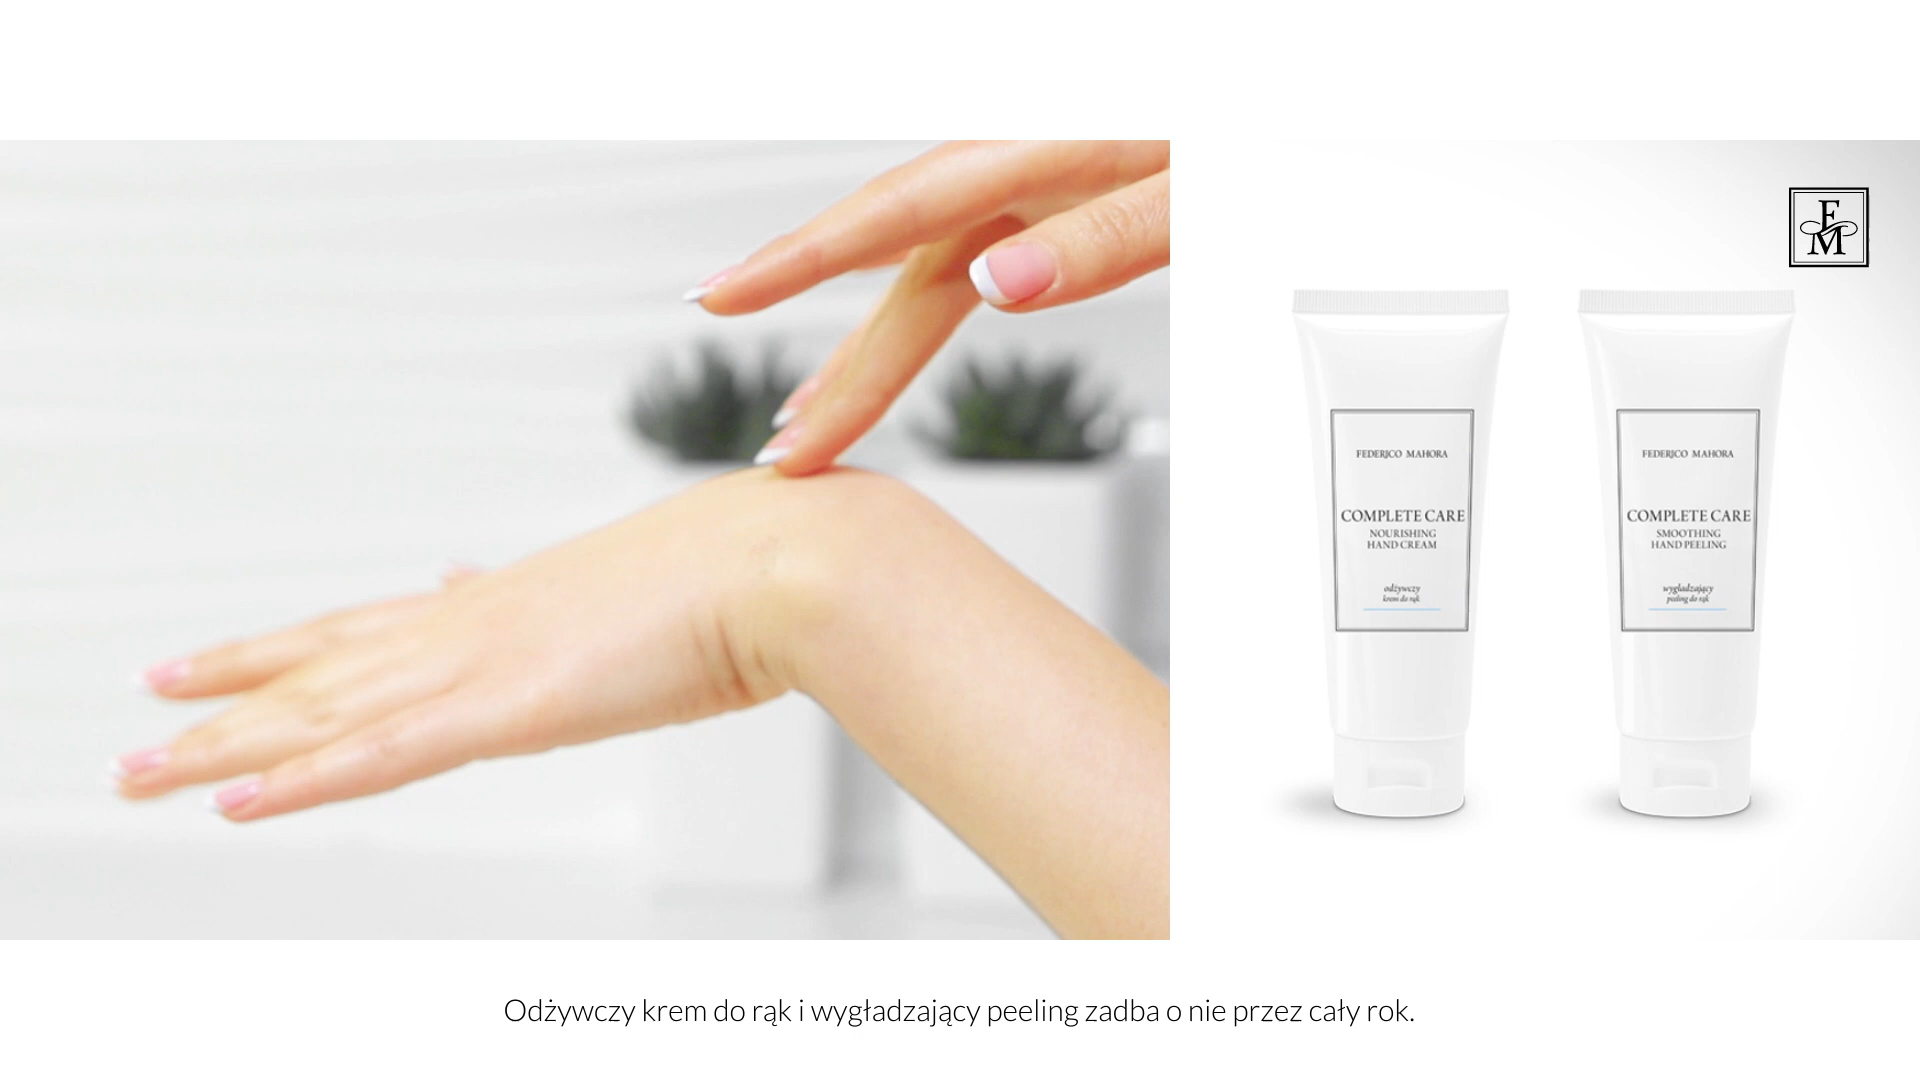 F
M
FEDERICO MAHORA
COMPLETE CARE
NOURISHING
HAND CREAM
odżywczy
krem do rąk
FEDERICO MAHORA
COMPLETE CARE
SMOOTHING
HAND PEELING
wygładzający
peeling do rąk
Odżywczy krem do rąk i wygładzający peeling zadba o nie przez cały rok.